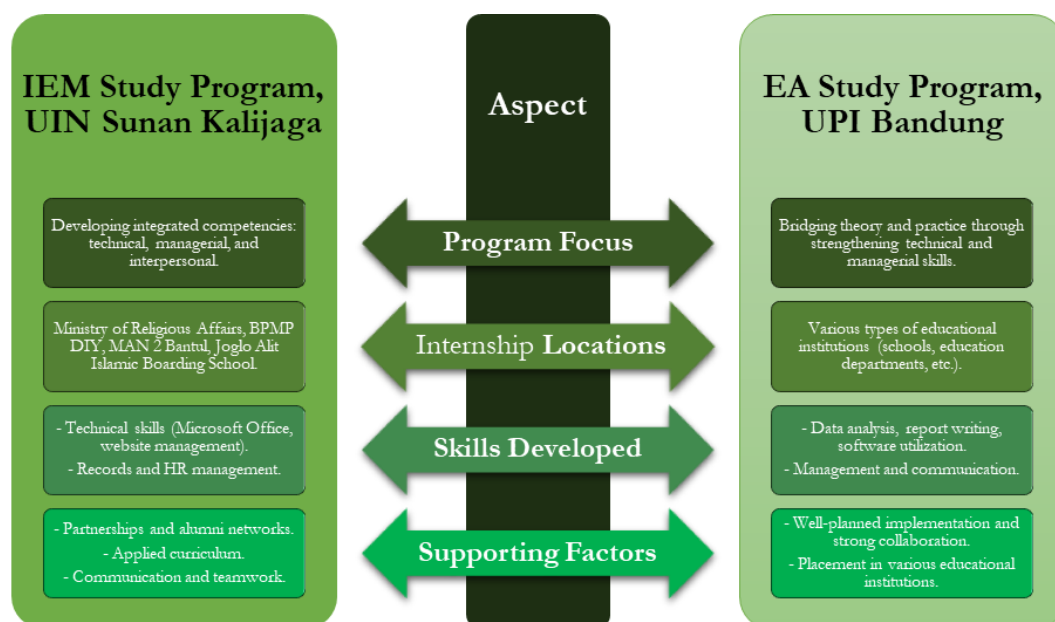 IEM Study Program,
UIN Sunan Kalijaga
Developing integrated competencies:
technical, managerial, and
interpersonal.
Ministry of Religious Affairs, BPMP
DIY, MAN 2 Bantul, Joglo Alit
Islamic Boarding School.
- Technical skills (Microsoft Office,
website management).
- Records and HR management.
- Partnerships and alumni networks.
- Applied curriculum.
- Communication and teamwork.
Aspect
Program Focus
Internship Locations
Skills Developed
Supporting Factors
EA Study Program,
UPI Bandung
Bridging theory and practice through
strengthening technical and
managerial skills.
Various types of educational
institutions (schools, education
departments, etc.).
- Data analysis, report writing,
software utilization.
- Management and communication.
- Well-planned implementation and
strong collaboration.
- Placement in various educational
institutions.